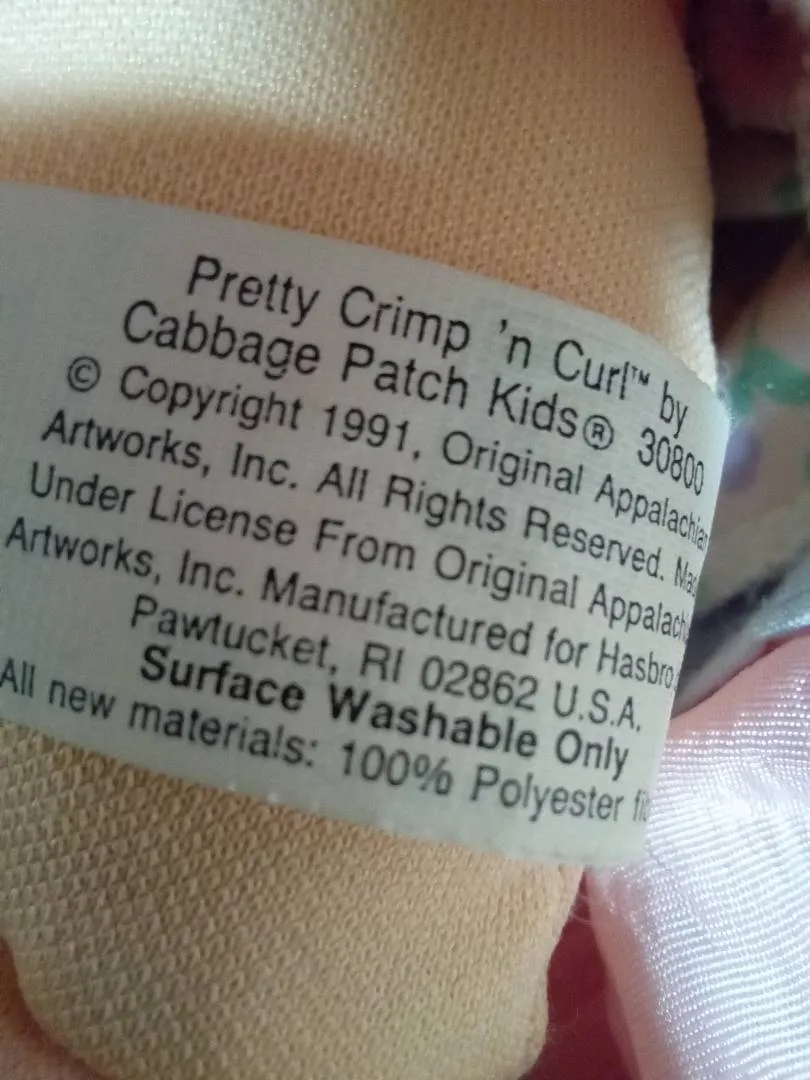 Pretty Crimp 'n Curl™ by
Cabbage Patch Kids® 30800
© Copyright 1991, Original Appalachian
Artworks, Inc. All Rights Reserved.
Under License From Original
Artworks, Inc. Manufactured for Hasbro,
Pawtucket, RI 02862 U.S.A.
Surface Washable Only
All new materials: 100% Polyester